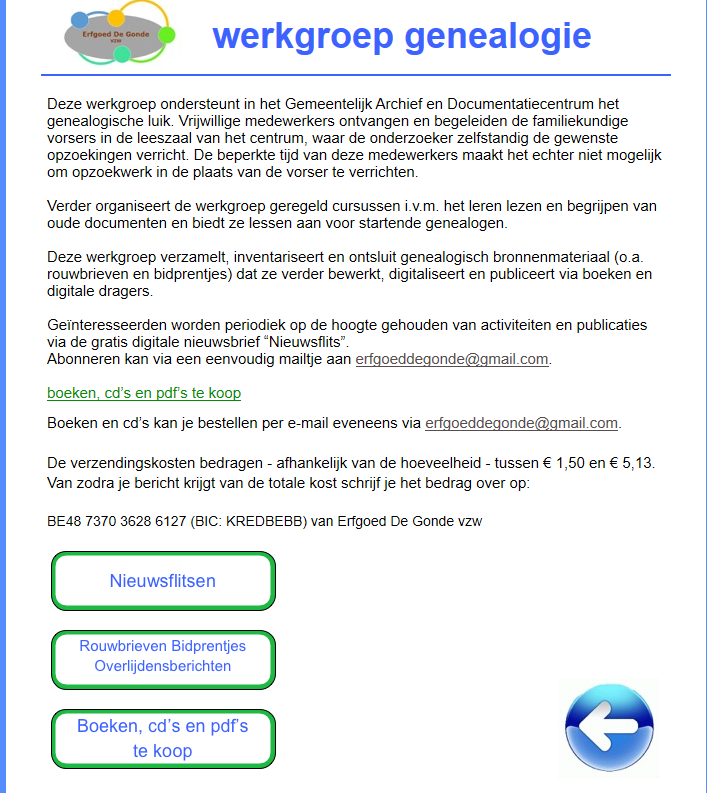 Erfgoed De Gonde
vzw
werkgroep genealogie
Deze werkgroep ondersteunt in het Gemeentelijk Archief en Documentatiecentrum het
genealogische luik. Vrijwillige medewerkers ontvangen en begeleiden de familiekundige
vorsers in de leeszaal van het centrum, waar de onderzoeker zelfstandig de gewenste
opzoekingen verricht. De beperkte tijd van deze medewerkers maakt het echter niet mogelijk
om opzoekwerk in de plaats van de vorser te verrichten.
Verder organiseert de werkgroep geregeld cursussen i.v.m. het leren lezen en begrijpen van
oude documenten en biedt ze lessen aan voor startende genealogen.
Deze werkgroep verzamelt, inventariseert en ontsluit genealogisch bronnenmateriaal (o.a.
rouwbrieven en bidprentjes) dat ze verder bewerkt, digitaliseert en publiceert via boeken en
digitale dragers.
Geïnteresseerden worden periodiek op de hoogte gehouden van activiteiten en publicaties
via de gratis digitale nieuwsbrief “Nieuwsflits”.
Abonneren kan via een eenvoudig mailtje aan erfgoeddegonde@gmail.com.
boeken, cd’s en pdf’s te koop
Boeken en cd’s kan je bestellen per e-mail eveneens via erfgoeddegonde@gmail.com.
De verzendingskosten bedragen - afhankelijk van de hoeveelheid - tussen € 1,50 en € 5,13.
Van zodra je bericht krijgt van de totale kost schrijf je het bedrag over op:
BE48 7370 3628 6127 (BIC: KREDBEBB) van Erfgoed De Gonde vzw
Nieuwsflitsen
Rouwbrieven Bidprentjes
Overlijdensberichten
Boeken, cd’s en pdf’s
te koop